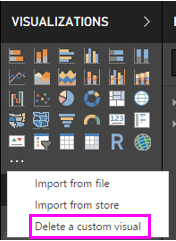 VISUALIZATIONS
R
...
Import from file
Import from store
Delete a custom visual